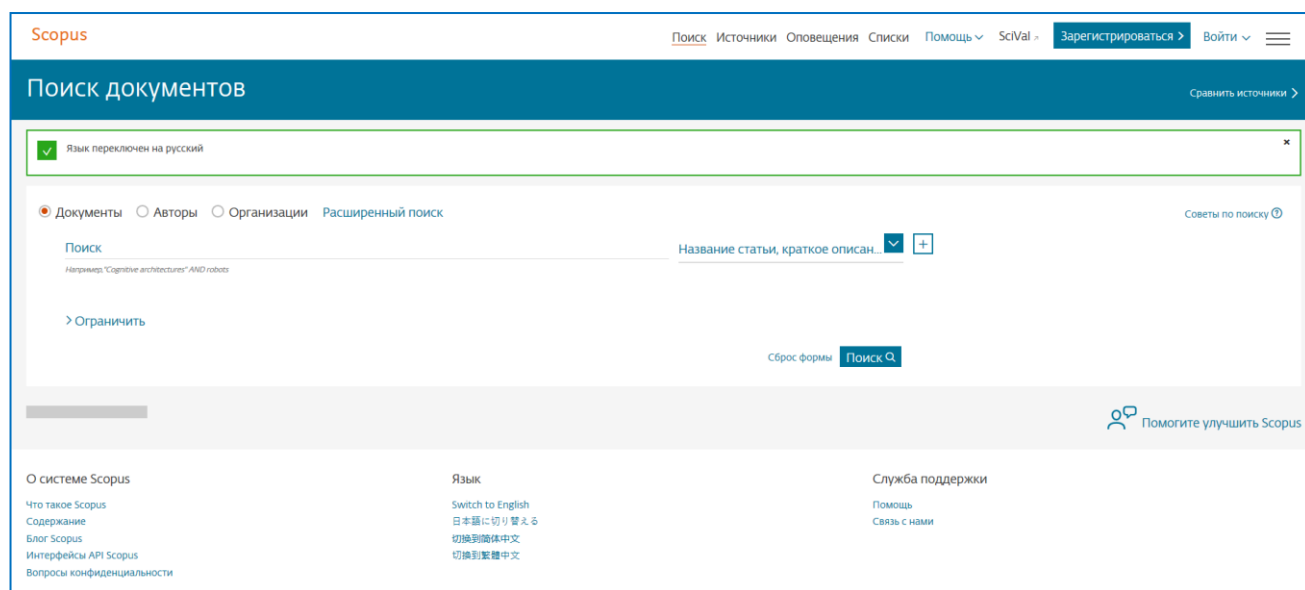 Scopus
Поиск Источники Оповещения Списки Помощь SciVal Зарегистрироваться Войти
Поиск документов
Сравнить источники
Язык переключен на русский
Документы Авторы Организации Расширенный поиск
Советы по поиску
Поиск Название статьи, краткое описан...
Например,"Cognitive architectures" AND robots
Ограничить
Сброс формы Поиск
Помогите улучшить Scopus
О системе Scopus Язык Служба поддержки
Что такое Scopus Switch to English Помощь
Содержание 日本語に切り替える Связь с нами
Блог Scopus 切换到简体中文
Интерфейсы API Scopus 切換到繁體中文
Вопросы конфиденциальности